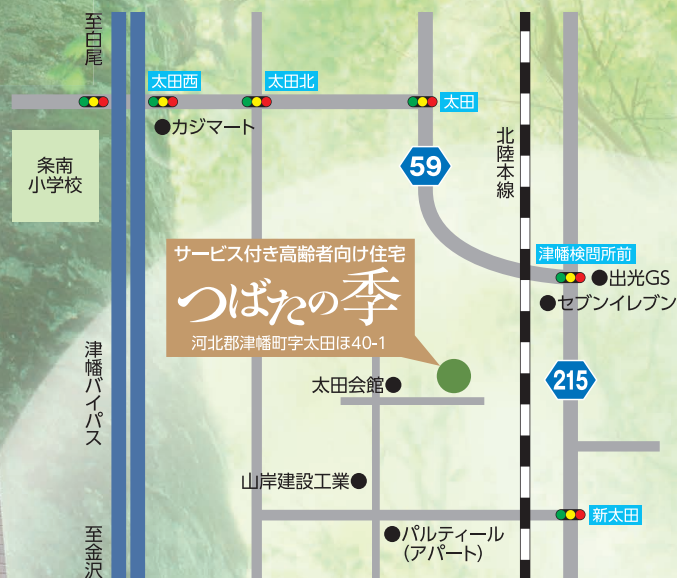 至白尾
太田西
太田北
太田
カジマート
条南
小学校
59
北陸本線
サービス付き高齢者向け住宅
つばたの季
河北郡津幡町字太田ほ40-1
津幡検問所前
出光GS
セブンイレブン
津幡バイパス
太田会館
215
山岸建設工業
新太田
パルティール
(アパート)
至金沢